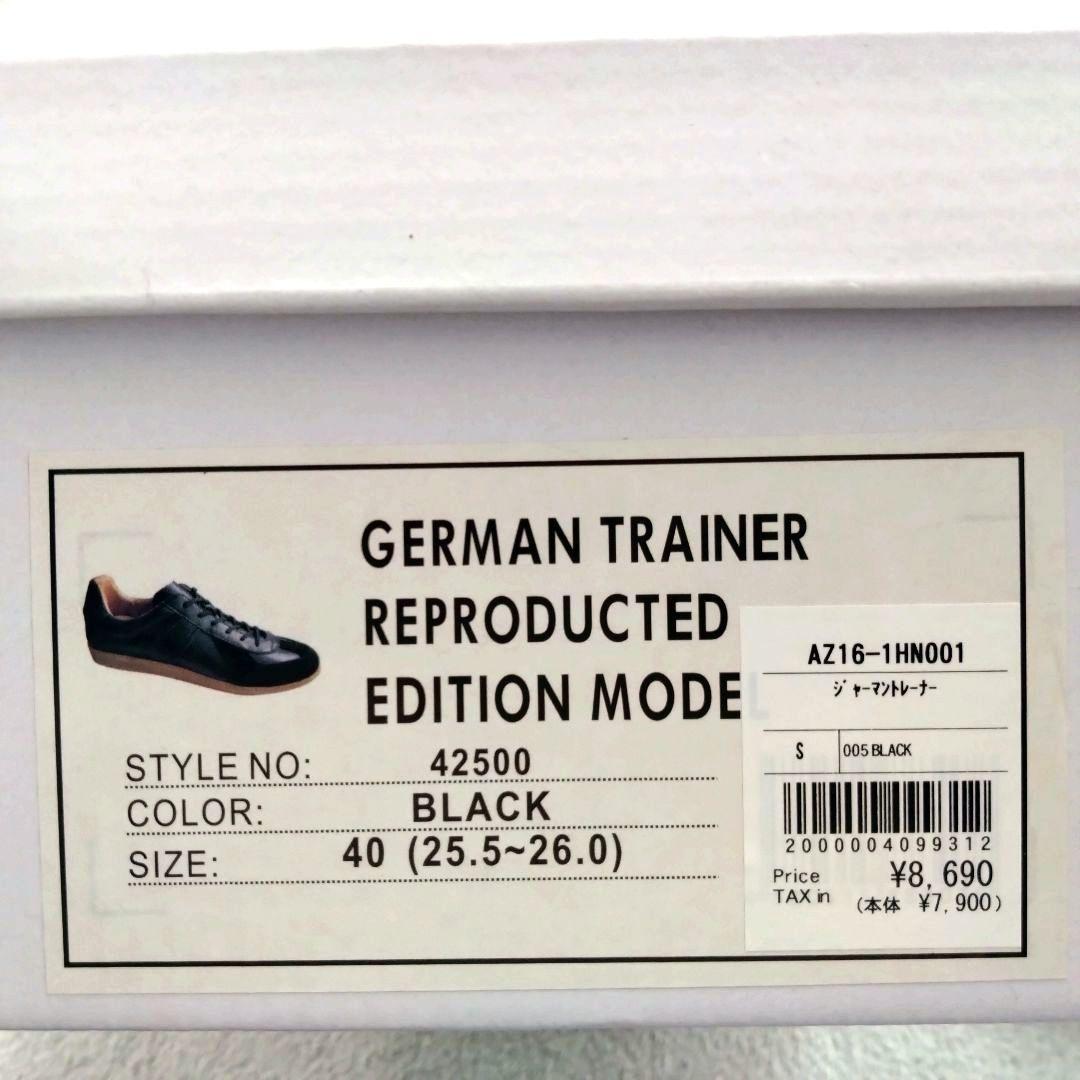 GERMAN TRAINER
REPRODUCTED
EDITION MODEL
STYLE NO: 42500
COLOR: BLACK
SIZE: 40 (25.5~26.0)
AZ16-1HN001
ｼﾞｬｰﾏﾝﾄﾚｰﾅｰ
S 005 BLACK
2000004099312
Price ¥8,690
TAX in (本体 ¥7,900)